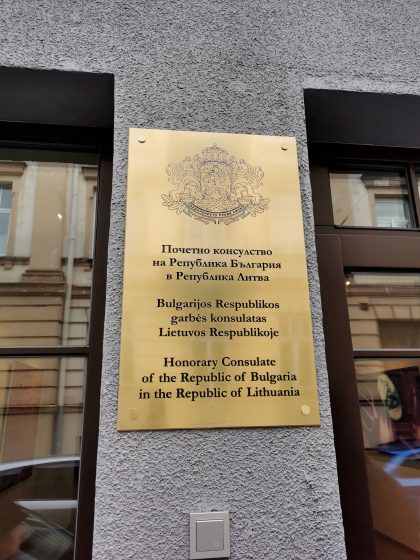 Почетно консулство
на Република България
в Република Литва
Bulgarijos Respublikos
garbės konsulatas
Lietuvos Respublikoje
Honorary Consulate
of the Republic of Bulgaria
in the Republic of Lithuania